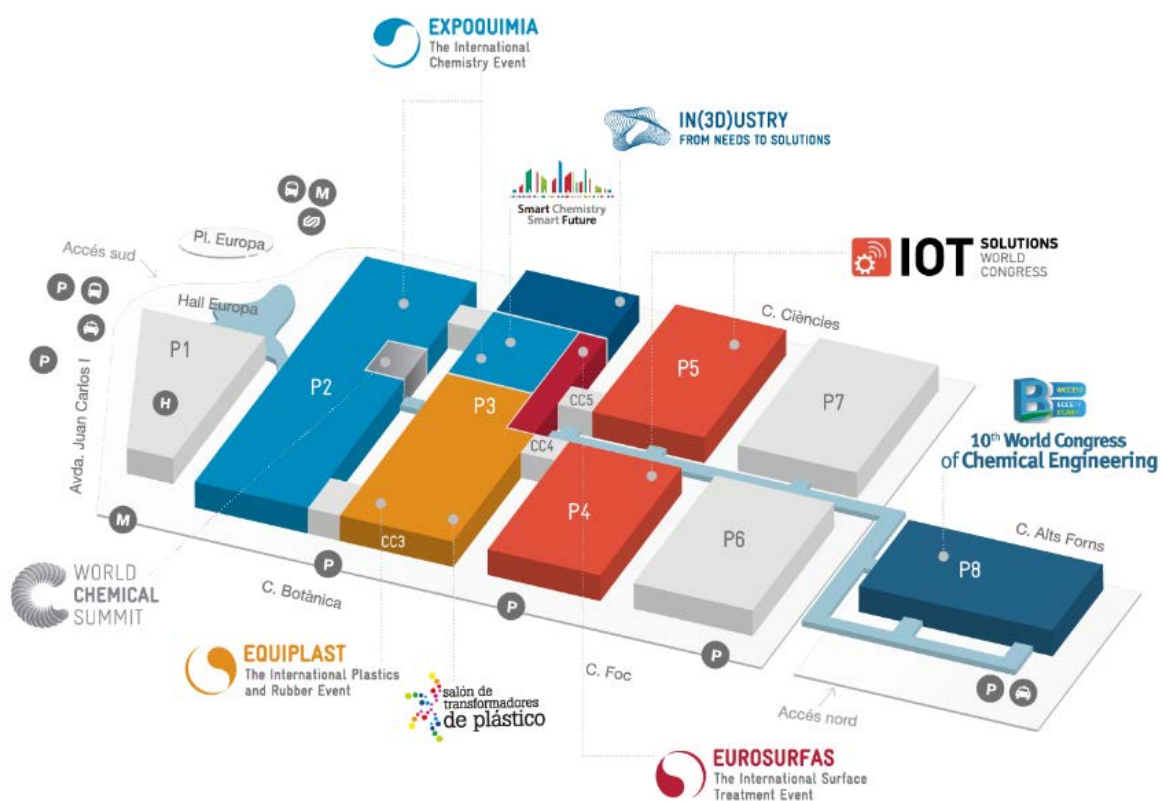 EXPOQUIMIA
The International
Chemistry Event
IN(3)DUSTRY
FROM NEEDS TO SOLUTIONS
Smart Chemistry
Smart Future
M
Pl. Europa
Accés sud
IOT SOLUTIONS
WORLD
CONGRESS
P
Hall Europa
C. Ciències
P
P1
P2
P3
P5
P7
H
CC5
CC4
Avda. Juan Carlos I
10th World Congress
of Chemical Engineering
M
CC3
P4
P6
P8
C. Alts Forns
P
C. Botànica
P
P
C. Foc
Accés nord
P
WORLD
CHEMICAL
SUMMIT
EQUIPLAST
The International Plastics
and Rubber Event
salón de
transformadores
de plástico
EUROSURFAS
The International Surface
Treatment Event